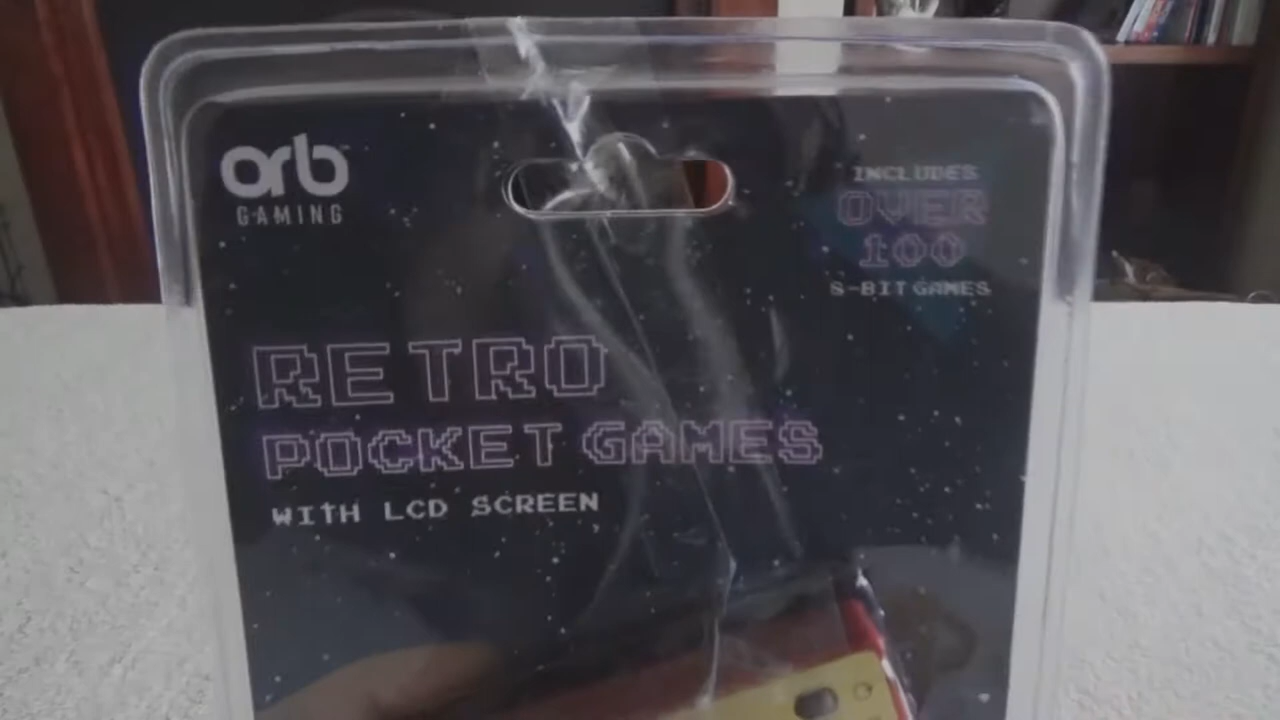 orb
GAMING
INCLUDES
OVER
100
8-BIT GAMES
RETRO
POCKET GAMES
WITH LCD SCREEN